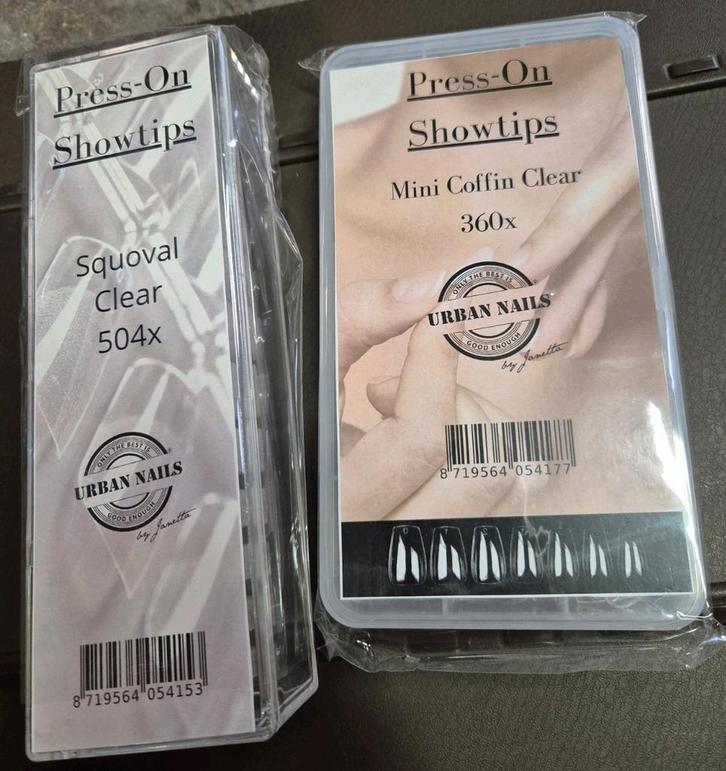 Press-On
Showtips
Squoval
Clear
504x
ONLY THE BEST IS
URBAN NAILS®
GOOD ENOUGH
by Janetta
8 719564 054153
Press-On
Showtips
Mini Coffin Clear
360x
ONLY THE BEST IS
URBAN NAILS
GOOD ENOUGH
by Janetta
8 719564 054177